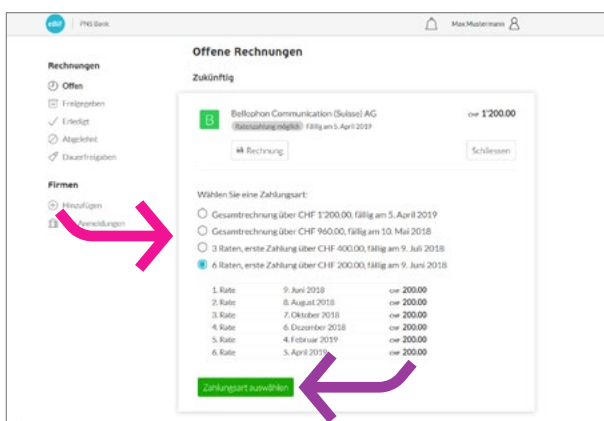 ebill PNS Bank Max Mustermann
Offene Rechnungen
Rechnungen
Zukünftig
Offen
Freigegeben
Erledigt
Abgelehnt
Dauerfreigaben
Firmen
Hinzufügen
Anmeldungen
B Bellophon Communication (Suisse) AG CHF 1'200.00
Ratenzahlung möglich Fällig am 5. April 2019
Rechnung Schliessen
Wählen Sie eine Zahlungsart:
Gesamtrechnung über CHF 1'200.00, fällig am 5. April 2019
Gesamtrechnung über CHF 960.00, fällig am 10. Mai 2018
3 Raten, erste Zahlung über CHF 400.00, fällig am 9. Juli 2018
6 Raten, erste Zahlung über CHF 200.00, fällig am 9. Juni 2018
1. Rate 9. Juni 2018 CHF 200.00
2. Rate 8. August 2018 CHF 200.00
3. Rate 7. Oktober 2018 CHF 200.00
4. Rate 6. Dezember 2018 CHF 200.00
5. Rate 4. Februar 2019 CHF 200.00
6. Rate 5. April 2019 CHF 200.00
Zahlungsart auswählen